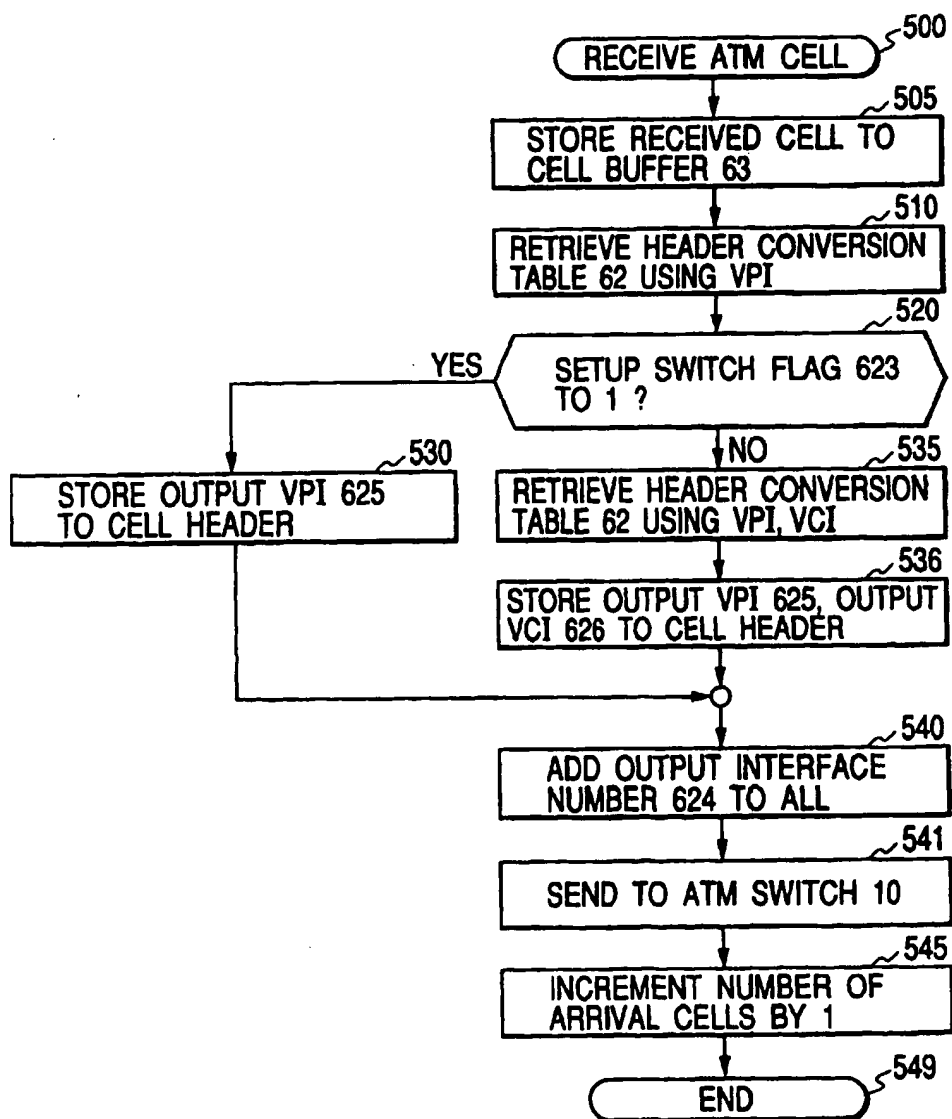 500
RECEIVE ATM CELL
505
STORE RECEIVED CELL TO
CELL BUFFER 63
510
RETRIEVE HEADER CONVERSION
TABLE 62 USING VPI
520
YES
SETUP SWITCH FLAG 623
TO 1 ?
NO
530
STORE OUTPUT VPI 625
TO CELL HEADER
535
RETRIEVE HEADER CONVERSION
TABLE 62 USING VPI, VCI
536
STORE OUTPUT VPI 625, OUTPUT
VCI 626 TO CELL HEADER
540
ADD OUTPUT INTERFACE
NUMBER 624 TO ALL
541
SEND TO ATM SWITCH 10
545
INCREMENT NUMBER OF
ARRIVAL CELLS BY 1
549
END